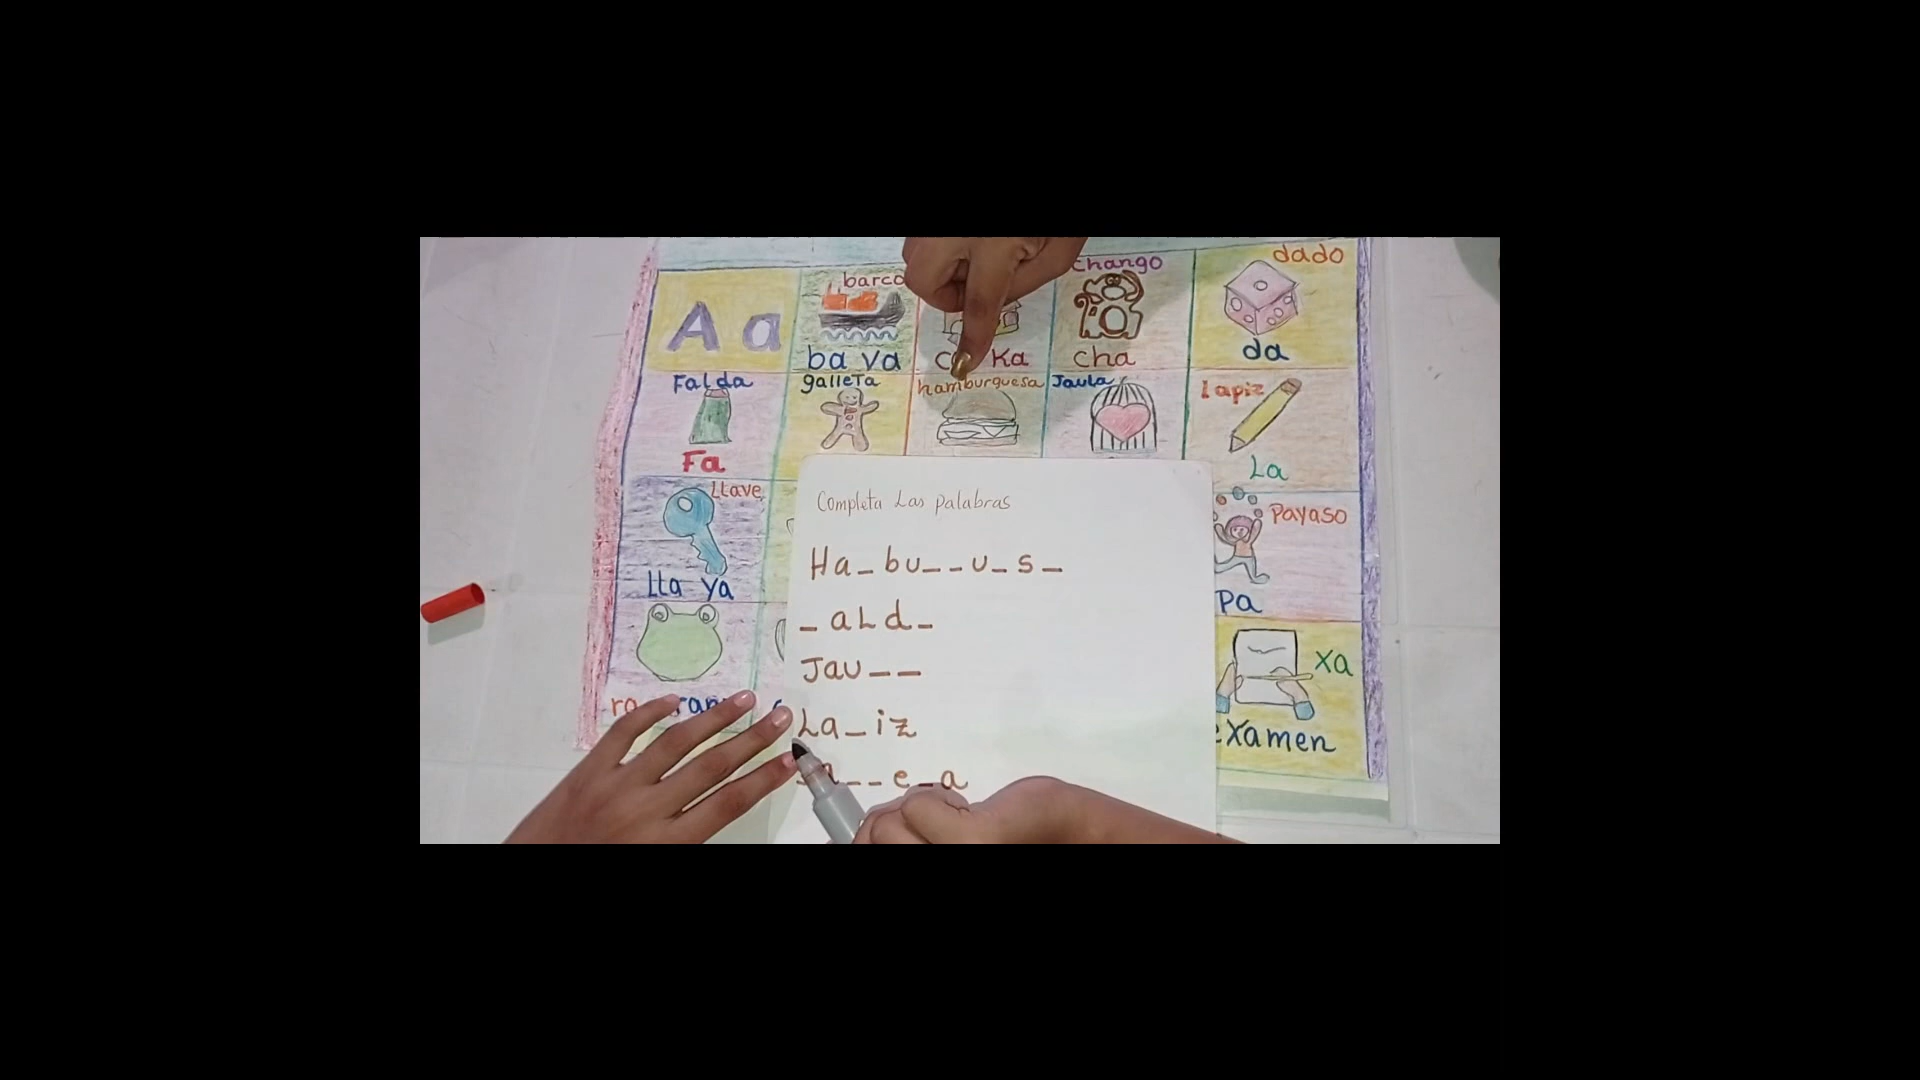 dado
chango
barco
A a
ba va
Ka
cha
da
Falda
galleta
hamburguesa
Jaula
Lapiz
Fa
La
Llave
Completa Las palabras
Payaso
Ha_bu__u_s_
Lla ya
Pa
_aLd_
Jau__
xa
La_iz
examen
__e_a